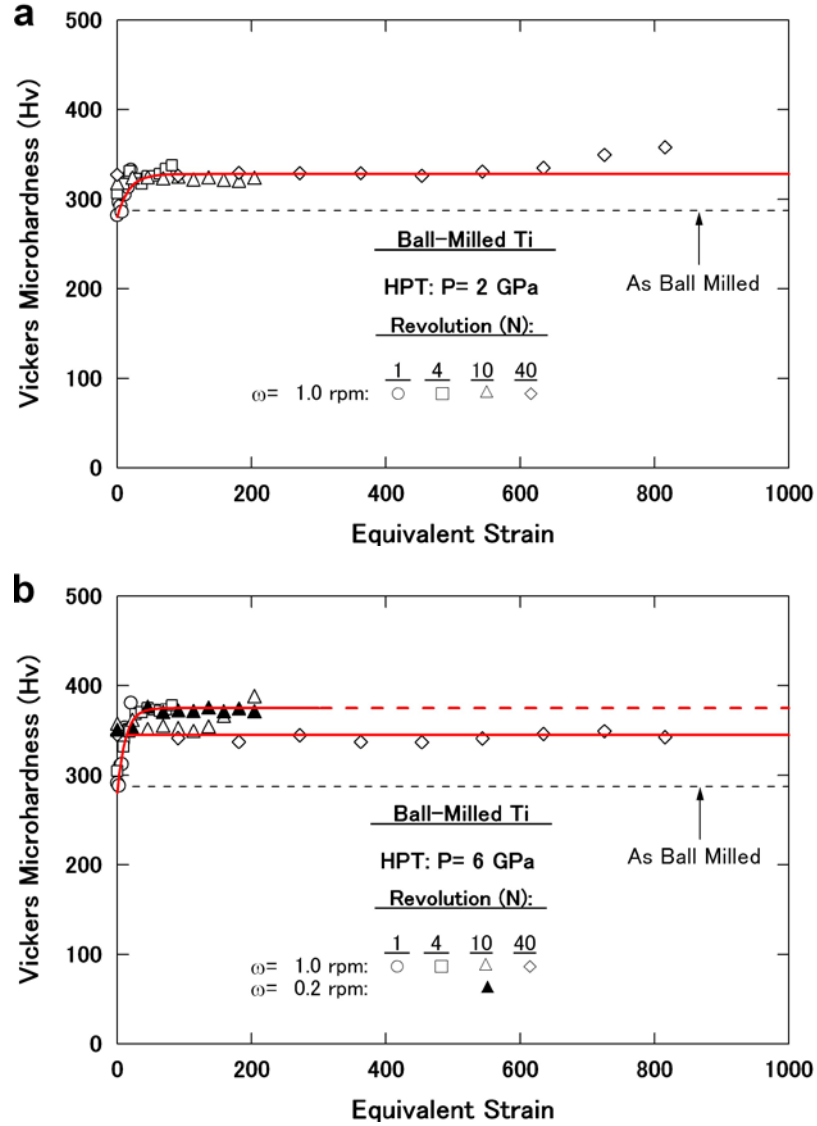 a
500
400
300
200
100
0
Vickers Microhardness (Hv)
As Ball Milled
Ball-Milled Ti
HPT: P= 2 GPa
Revolution (N):
1 4 10 40
ω= 1.0 rpm:
0 200 400 600 800 1000
Equivalent Strain
b
500
400
300
200
100
0
Vickers Microhardness (Hv)
As Ball Milled
Ball-Milled Ti
HPT: P= 6 GPa
Revolution (N):
1 4 10 40
ω= 1.0 rpm:
ω= 0.2 rpm:
0 200 400 600 800 1000
Equivalent Strain